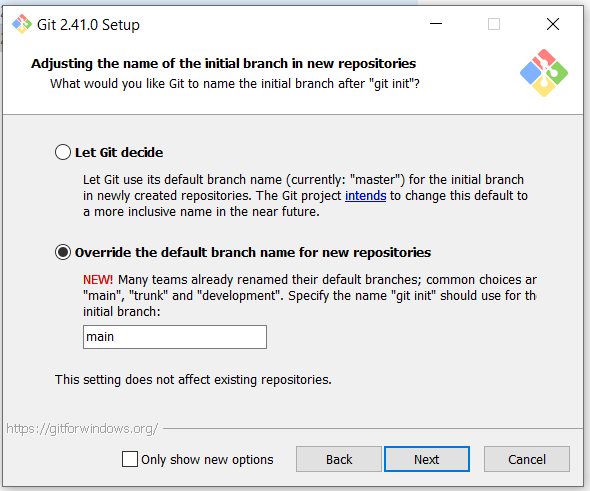 Git 2.41.0 Setup
Adjusting the name of the initial branch in new repositories
What would you like Git to name the initial branch after "git init"?
Let Git decide
Let Git use its default branch name (currently: "master") for the initial branch
in newly created repositories. The Git project intends to change this default to
a more inclusive name in the near future.
Override the default branch name for new repositories
NEW! Many teams already renamed their default branches; common choices ar
"main", "trunk" and "development". Specify the name "git init" should use for the
initial branch:
main
This setting does not affect existing repositories.
https://gitforwindows.org/
Only show new options
Back
Next
Cancel